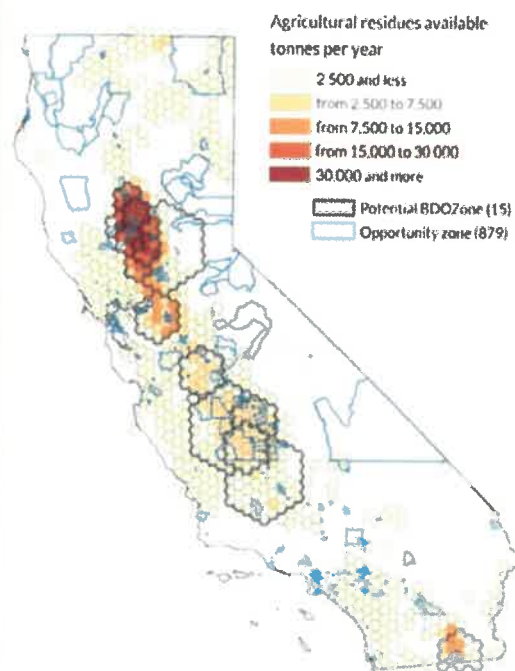 Agricultural residues available
tonnes per year
2 500 and less
from 2.500 to 7.500
from 7,500 to 15,000
from 15,000 to 30 000
30.000 and more
Potential BDOZone (15)
Opportunity zone (879)